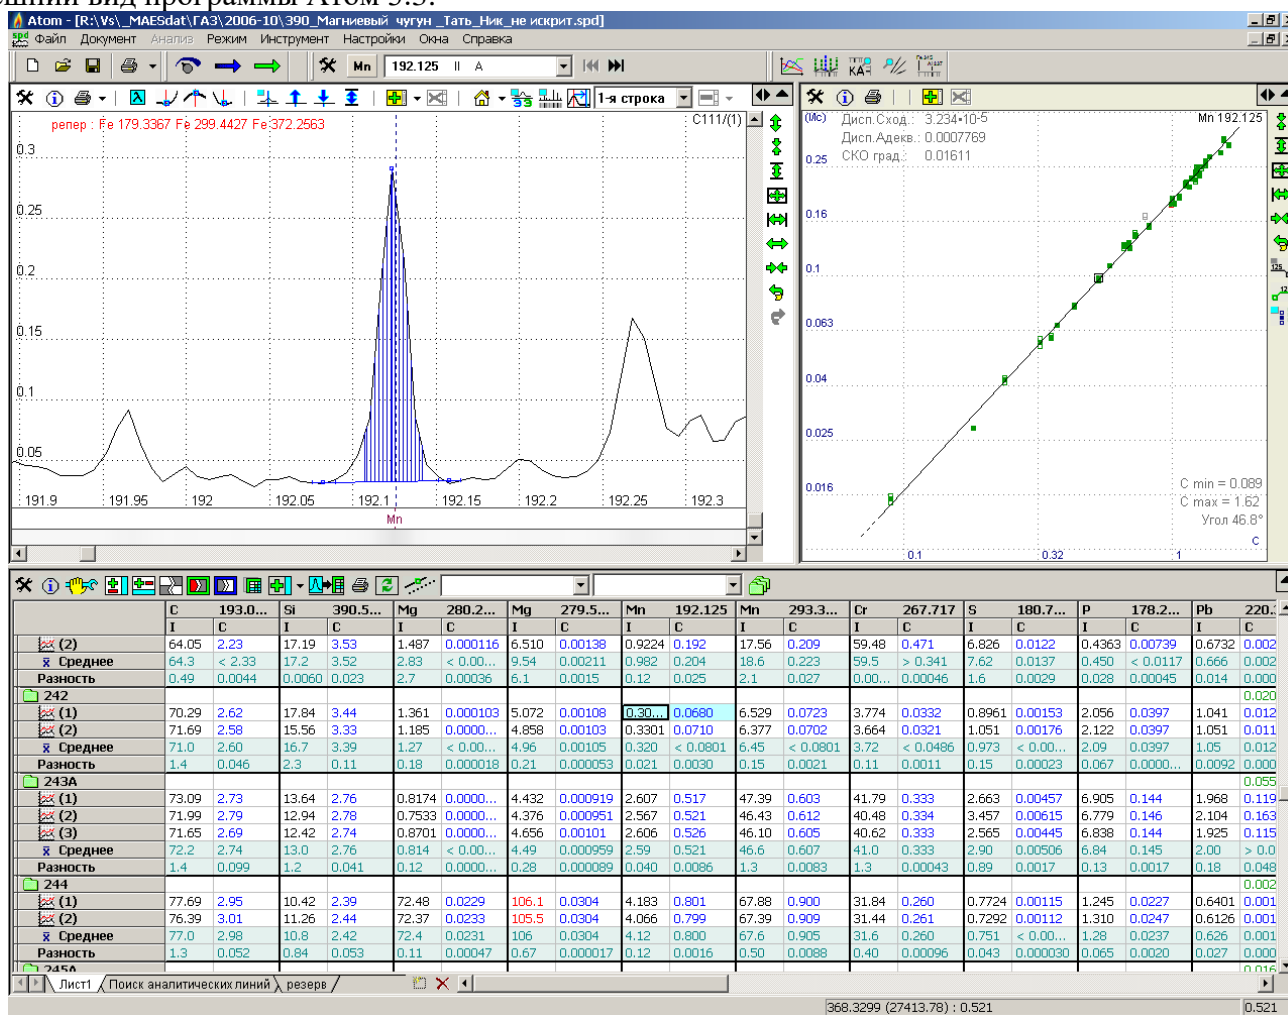 Atom - [R:\Vs\_MAESdat\ГАЗ\2006-10\390_Магниевый чугун _Тать_Ник_не искрит.spd]
Файл Документ Анализ Режим Инструмент Настройки Окна Справка
Mn 192.125 II A
1-я строка
репер : Fe 179.3367 Fe 299.4427 Fe 372.2563
C111/(1)
0.3
0.25
0.2
0.15
0.1
0.05
191.9 191.95 192 192.05 192.1 192.15 192.2 192.25 192.3
Mn
(Ис) Дисп.Сход.: 3.234•10-5 Mn 192.125
Дисп.Адекв.: 0.0007769
СКО град.: 0.01611
0.25
0.16
0.1
0.063
0.04
0.025
0.016
C min = 0.089
C max = 1.62
Угол 46.8°
C
0.1 0.32 1
C 193.0... Si 390.5... Mg 280.2... Mg 279.5... Mn 192.125 Mn 293.3... Cr 267.717 S 180.7... P 178.2... Pb
I C I C I C I C I C I C I C I C I C I C
(2) 64.05 2.23 17.19 3.53 1.487 0.000116 6.510 0.00138 0.9224 0.192 17.56 0.209 59.48 0.471 6.826 0.0122 0.4363 0.00739 0.6732 0.002
x Среднее 64.3 < 2.33 17.2 3.52 2.83 < 0.00... 9.54 0.00211 0.982 0.204 18.6 0.223 59.5 > 0.341 7.62 0.0137 0.450 < 0.0117 0.666 0.002
Разность 0.49 0.0044 0.0060 0.023 2.7 0.00036 6.1 0.0015 0.12 0.025 2.1 0.027 0.00... 0.00046 1.6 0.0029 0.028 0.00045 0.014 0.000
242 0.020
(1) 70.29 2.62 17.84 3.44 1.361 0.000103 5.072 0.00108 0.30... 0.0680 6.529 0.0723 3.774 0.0332 0.8961 0.00153 2.056 0.0397 1.041 0.012
(2) 71.69 2.58 15.56 3.33 1.185 0.0000... 4.858 0.00103 0.3301 0.0710 6.377 0.0702 3.664 0.0321 1.051 0.00176 2.122 0.0397 1.051 0.011
x Среднее 71.0 2.60 16.7 3.39 1.27 < 0.00... 4.96 0.00105 0.320 < 0.0801 6.45 < 0.0801 3.72 < 0.0486 0.973 < 0.00... 2.09 0.0397 1.05 0.012
Разность 1.4 0.046 2.3 0.11 0.18 0.000018 0.21 0.000053 0.021 0.0030 0.15 0.0021 0.11 0.0011 0.15 0.00023 0.067 0.0000... 0.0092 0.000
243A 0.055
(1) 73.09 2.73 13.64 2.76 0.8174 0.0000... 4.432 0.000919 2.607 0.517 47.39 0.603 41.79 0.333 2.663 0.00457 6.905 0.144 1.968 0.119
(2) 71.99 2.79 12.94 2.78 0.7533 0.0000... 4.376 0.000951 2.567 0.521 46.43 0.612 40.48 0.334 3.457 0.00615 6.779 0.146 2.104 0.163
(3) 71.65 2.69 12.42 2.74 0.8701 0.0000... 4.656 0.00101 2.606 0.526 46.10 0.605 40.62 0.333 2.565 0.00445 6.838 0.144 1.925 0.115
x Среднее 72.2 2.74 13.0 2.76 0.814 < 0.00... 4.49 0.000959 2.59 0.521 46.6 0.607 41.0 0.333 2.90 0.00506 6.84 0.145 2.00 > 0.0
Разность 1.4 0.099 1.2 0.041 0.12 0.0000... 0.28 0.000089 0.040 0.0086 1.3 0.0083 1.3 0.00043 0.89 0.0017 0.13 0.0017 0.18 0.048
244 0.002
(1) 77.69 2.95 10.42 2.39 72.48 0.0229 106.1 0.0304 4.183 0.801 67.88 0.900 31.84 0.260 0.7724 0.00115 1.245 0.0227 0.6401 0.001
(2) 76.39 3.01 11.26 2.44 72.37 0.0233 105.5 0.0304 4.066 0.799 67.39 0.909 31.44 0.261 0.7292 0.00112 1.310 0.0247 0.6126 0.001
x Среднее 77.0 2.98 10.8 2.42 72.4 0.0231 106 0.0304 4.12 0.800 67.6 0.905 31.6 0.260 0.751 < 0.00... 1.28 0.0237 0.626 0.001
Разность 1.3 0.052 0.84 0.053 0.11 0.00047 0.67 0.000017 0.12 0.0016 0.50 0.0088 0.40 0.00096 0.043 0.000030 0.065 0.0020 0.027 0.000
245A 0.016
Лист1 Поиск аналитических линий резерв
368.3299 (27413.78) : 0.521 0.521